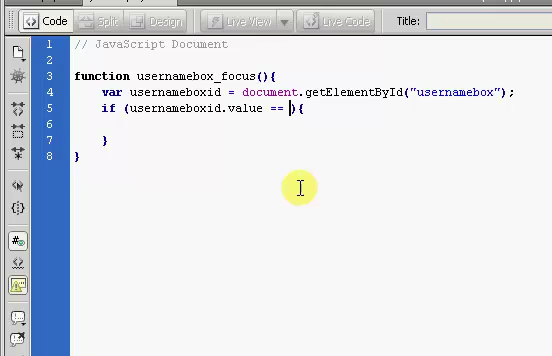 Code Split Design Live View Live Code Title:
1 // JavaScript Document
2
3 function usernamebox_focus(){
4 var usernameboxid = document.getElementById("usernamebox");
5 if (usernameboxid.value == ){
6
7 }
8 }